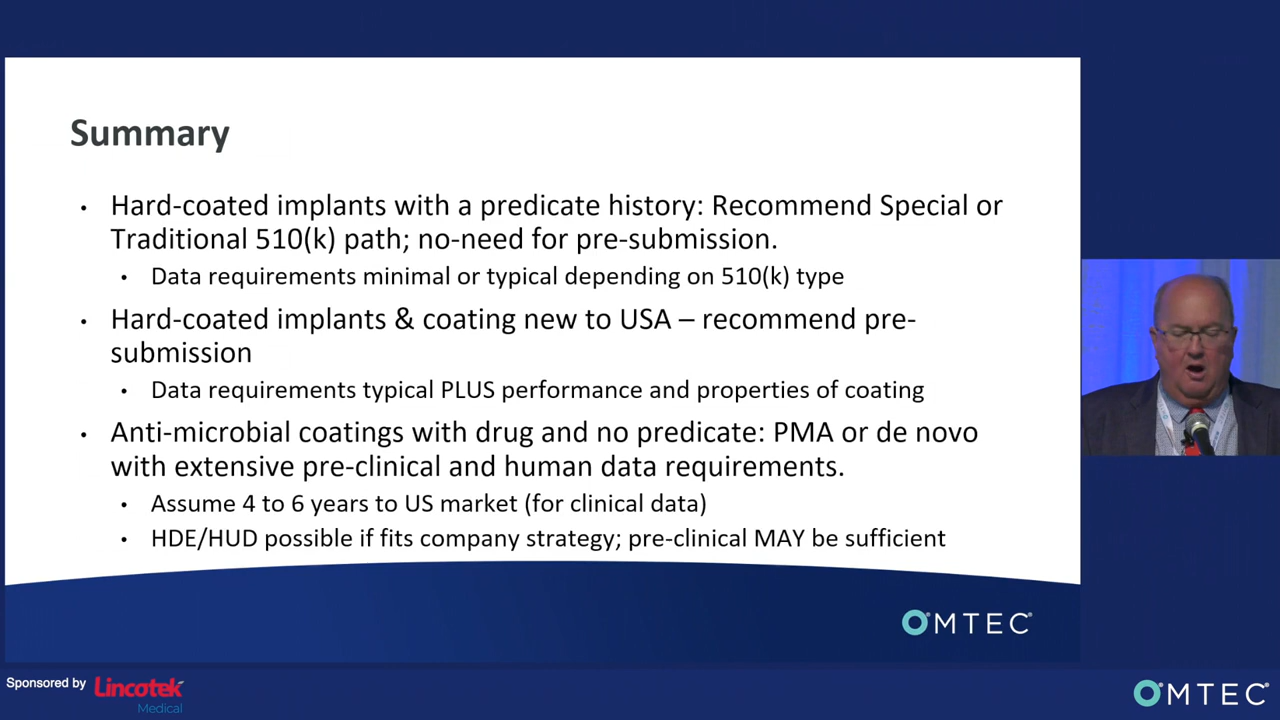 Summary
• Hard-coated implants with a predicate history: Recommend Special or
Traditional 510(k) path; no-need for pre-submission.
• Data requirements minimal or typical depending on 510(k) type
• Hard-coated implants & coating new to USA – recommend pre-
submission
• Data requirements typical PLUS performance and properties of coating
• Anti-microbial coatings with drug and no predicate: PMA or de novo
with extensive pre-clinical and human data requirements.
• Assume 4 to 6 years to US market (for clinical data)
• HDE/HUD possible if fits company strategy; pre-clinical MAY be sufficient
OMTEC
Sponsored by Lincotek
Medical
OMTEC